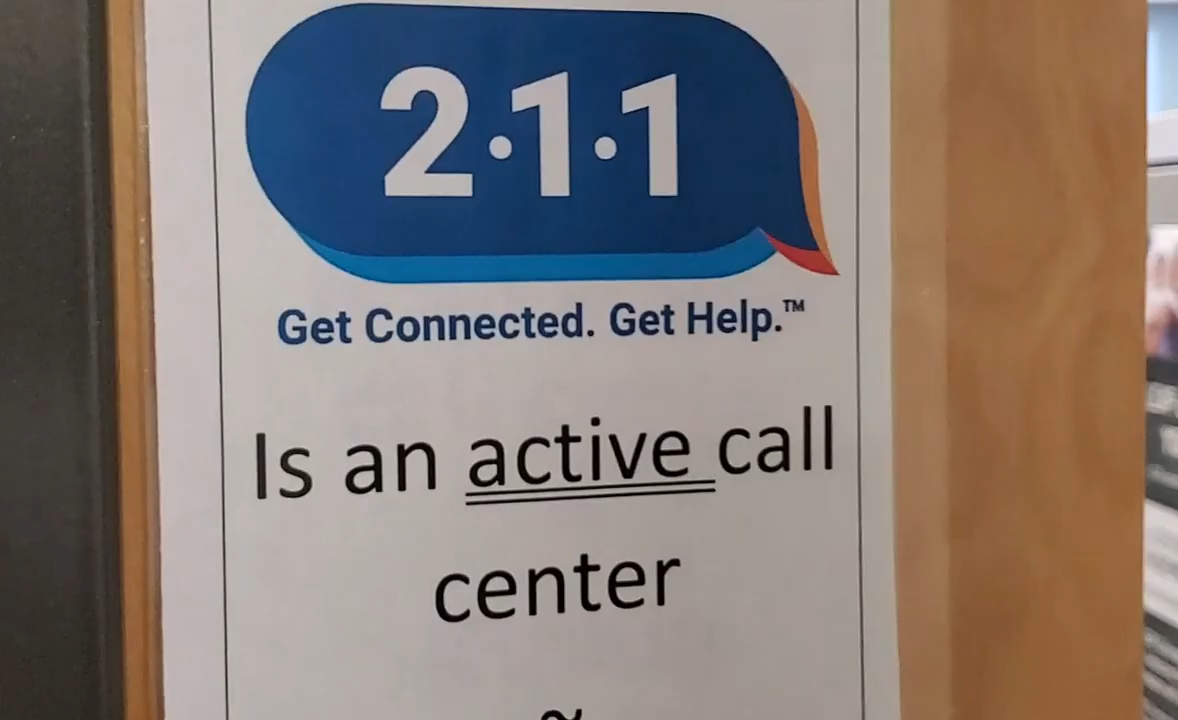 2·1·1
Get Connected. Get Help.™
Is an active call
center
~